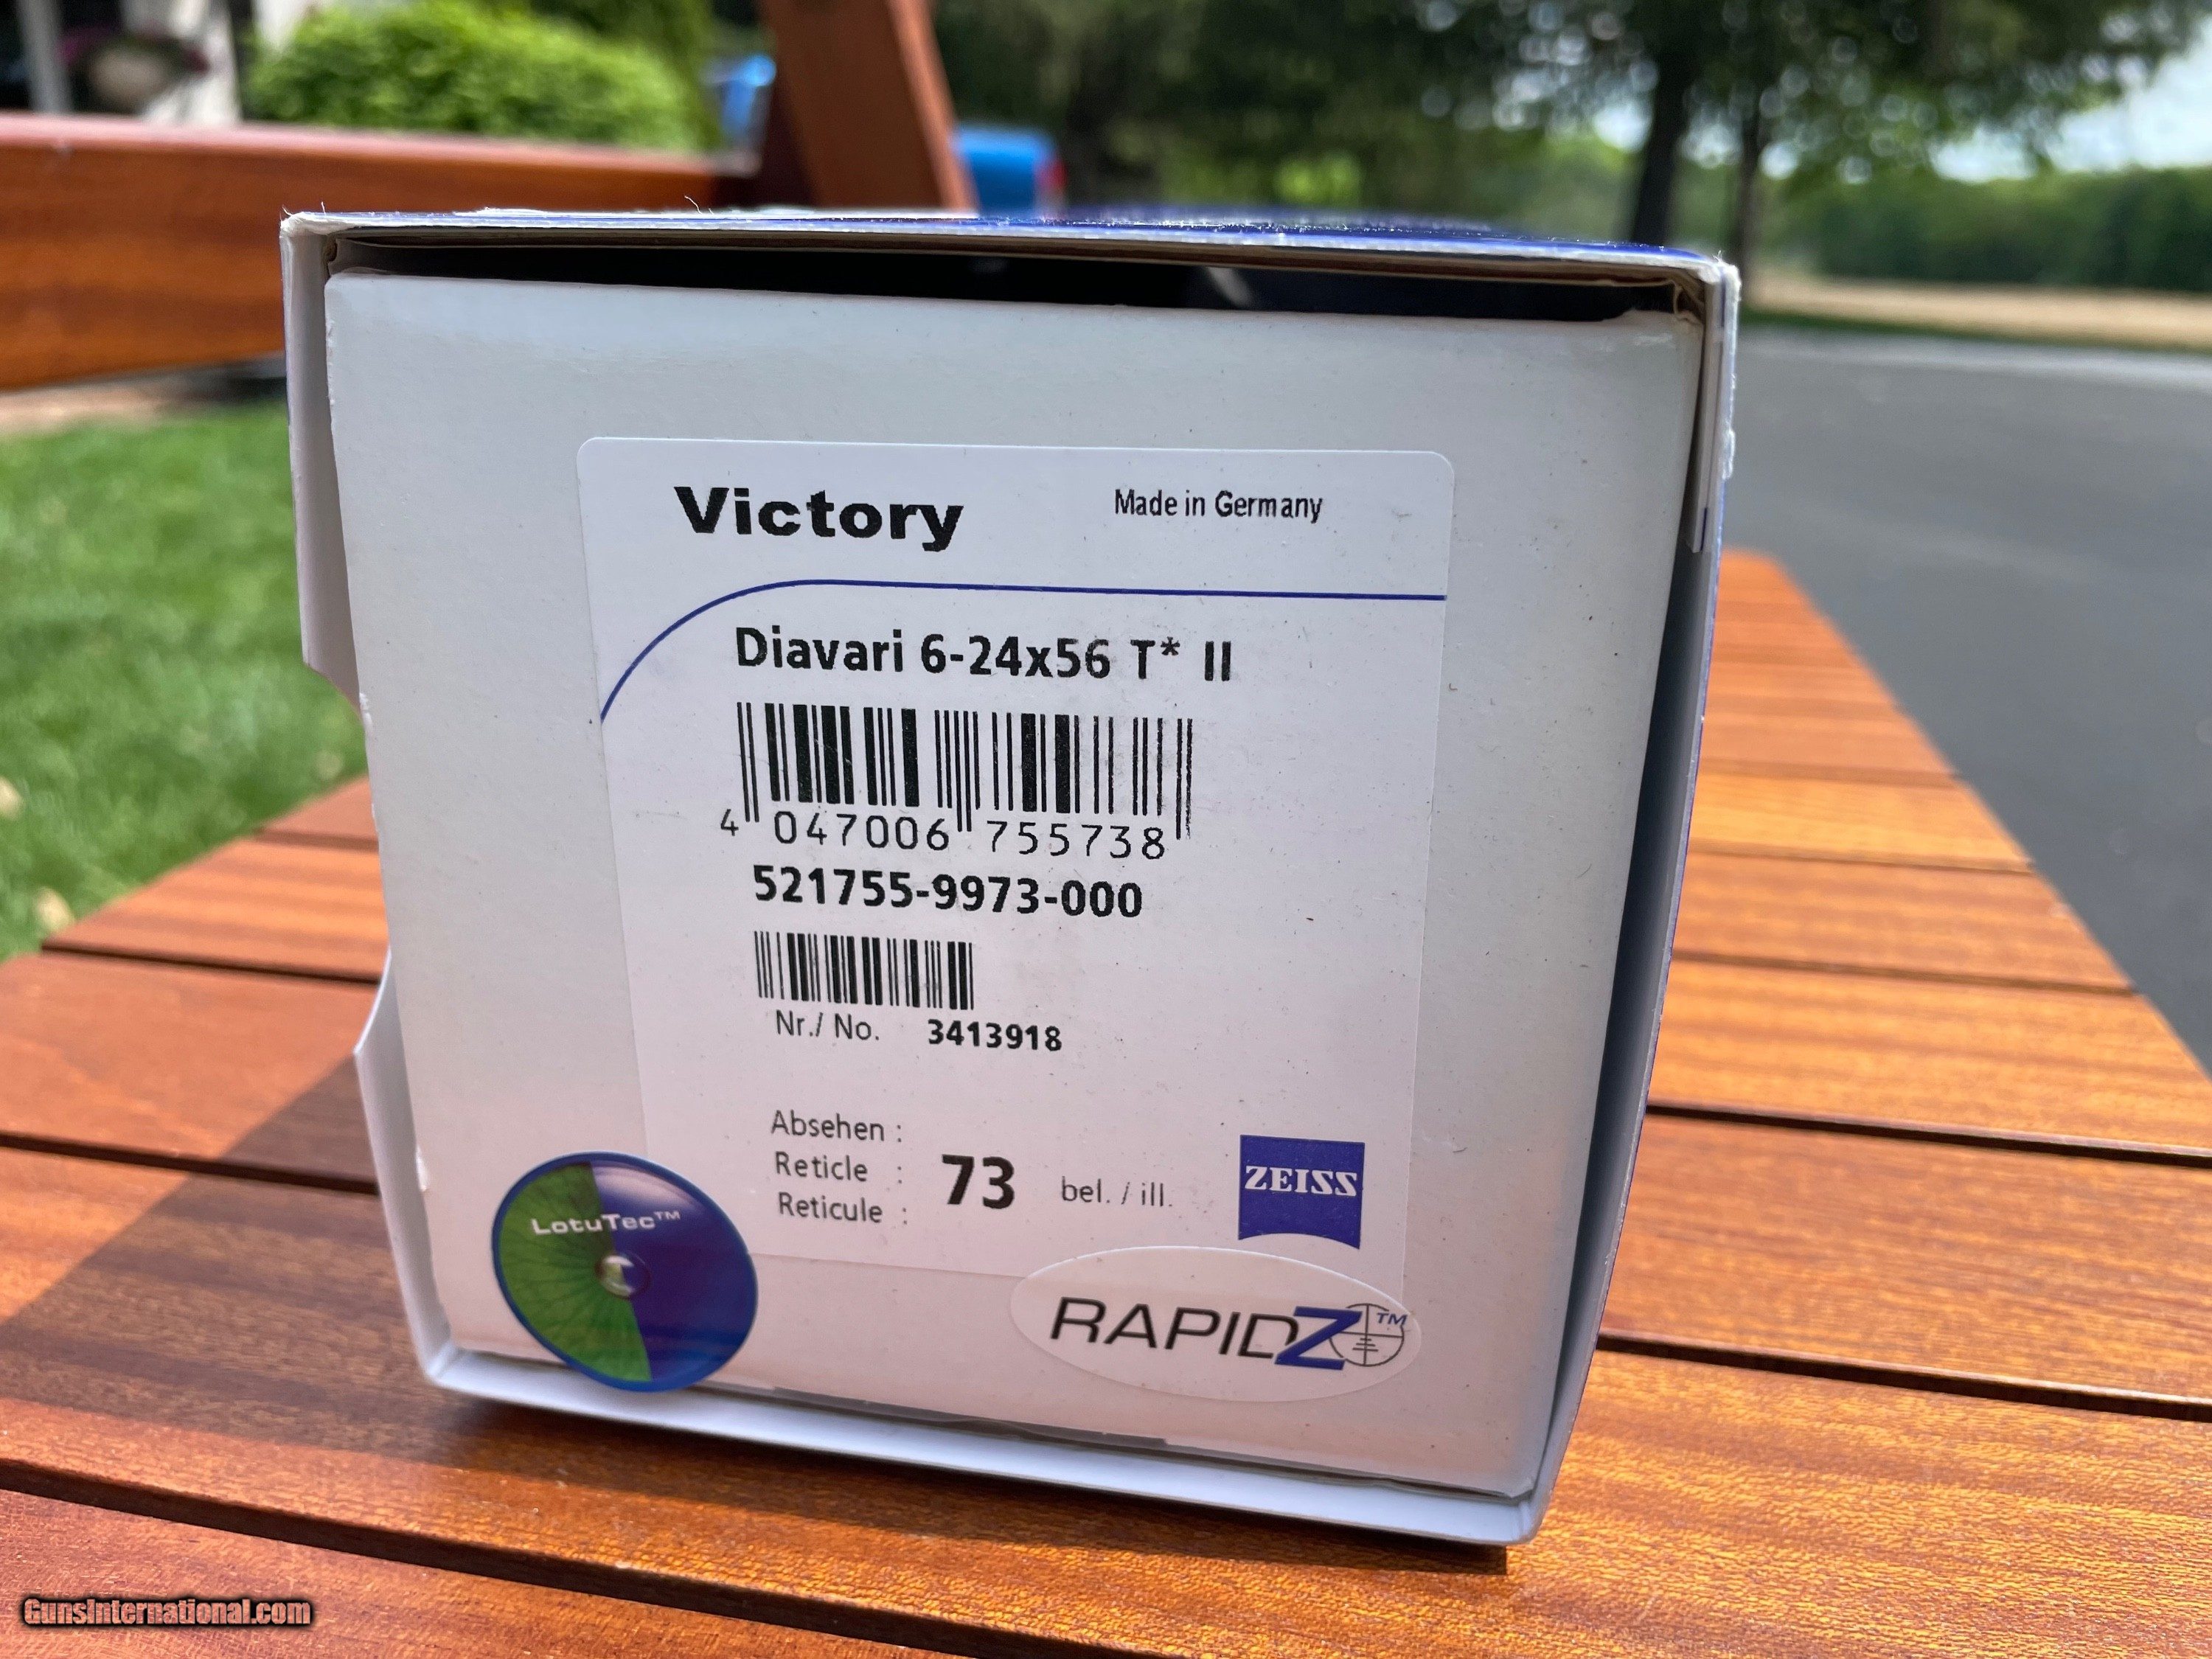 Victory
Made in Germany
Diavari 6-24x56 T* II
4 047006 755738
521755-9973-000
Nr./ No. 3413918
Absehen :
Reticle :
Reticule :
73 bel. / ill.
ZEISS
LotuTec™
RAPIDZ™
GunsInternational.com